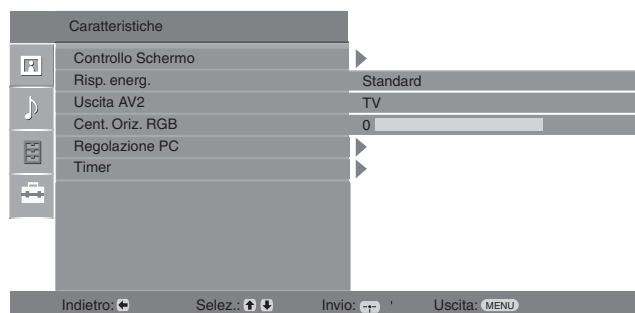 Caratteristiche
Controllo Schermo
Risp. energ. Standard
Uscita AV2 TV
Cent. Oriz. RGB 0
Regolazione PC
Timer
Indietro: Selez.: Invio: ' Uscita: MENU